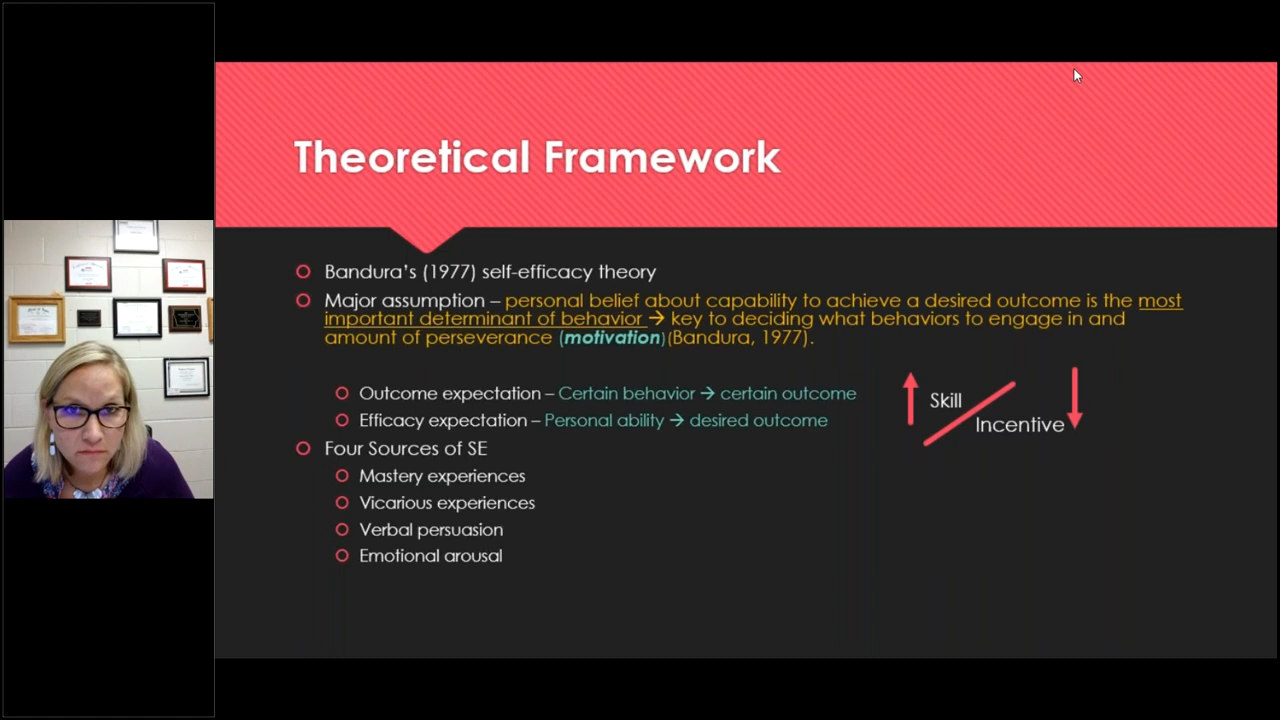 Theoretical Framework
Bandura's (1977) self-efficacy theory
Major assumption – personal belief about capability to achieve a desired outcome is the most
important determinant of behavior → key to deciding what behaviors to engage in and
amount of perseverance (motivation)(Bandura, 1977).
Outcome expectation – Certain behavior → certain outcome
Efficacy expectation – Personal ability → desired outcome
Skill
Incentive
Four Sources of SE
Mastery experiences
Vicarious experiences
Verbal persuasion
Emotional arousal